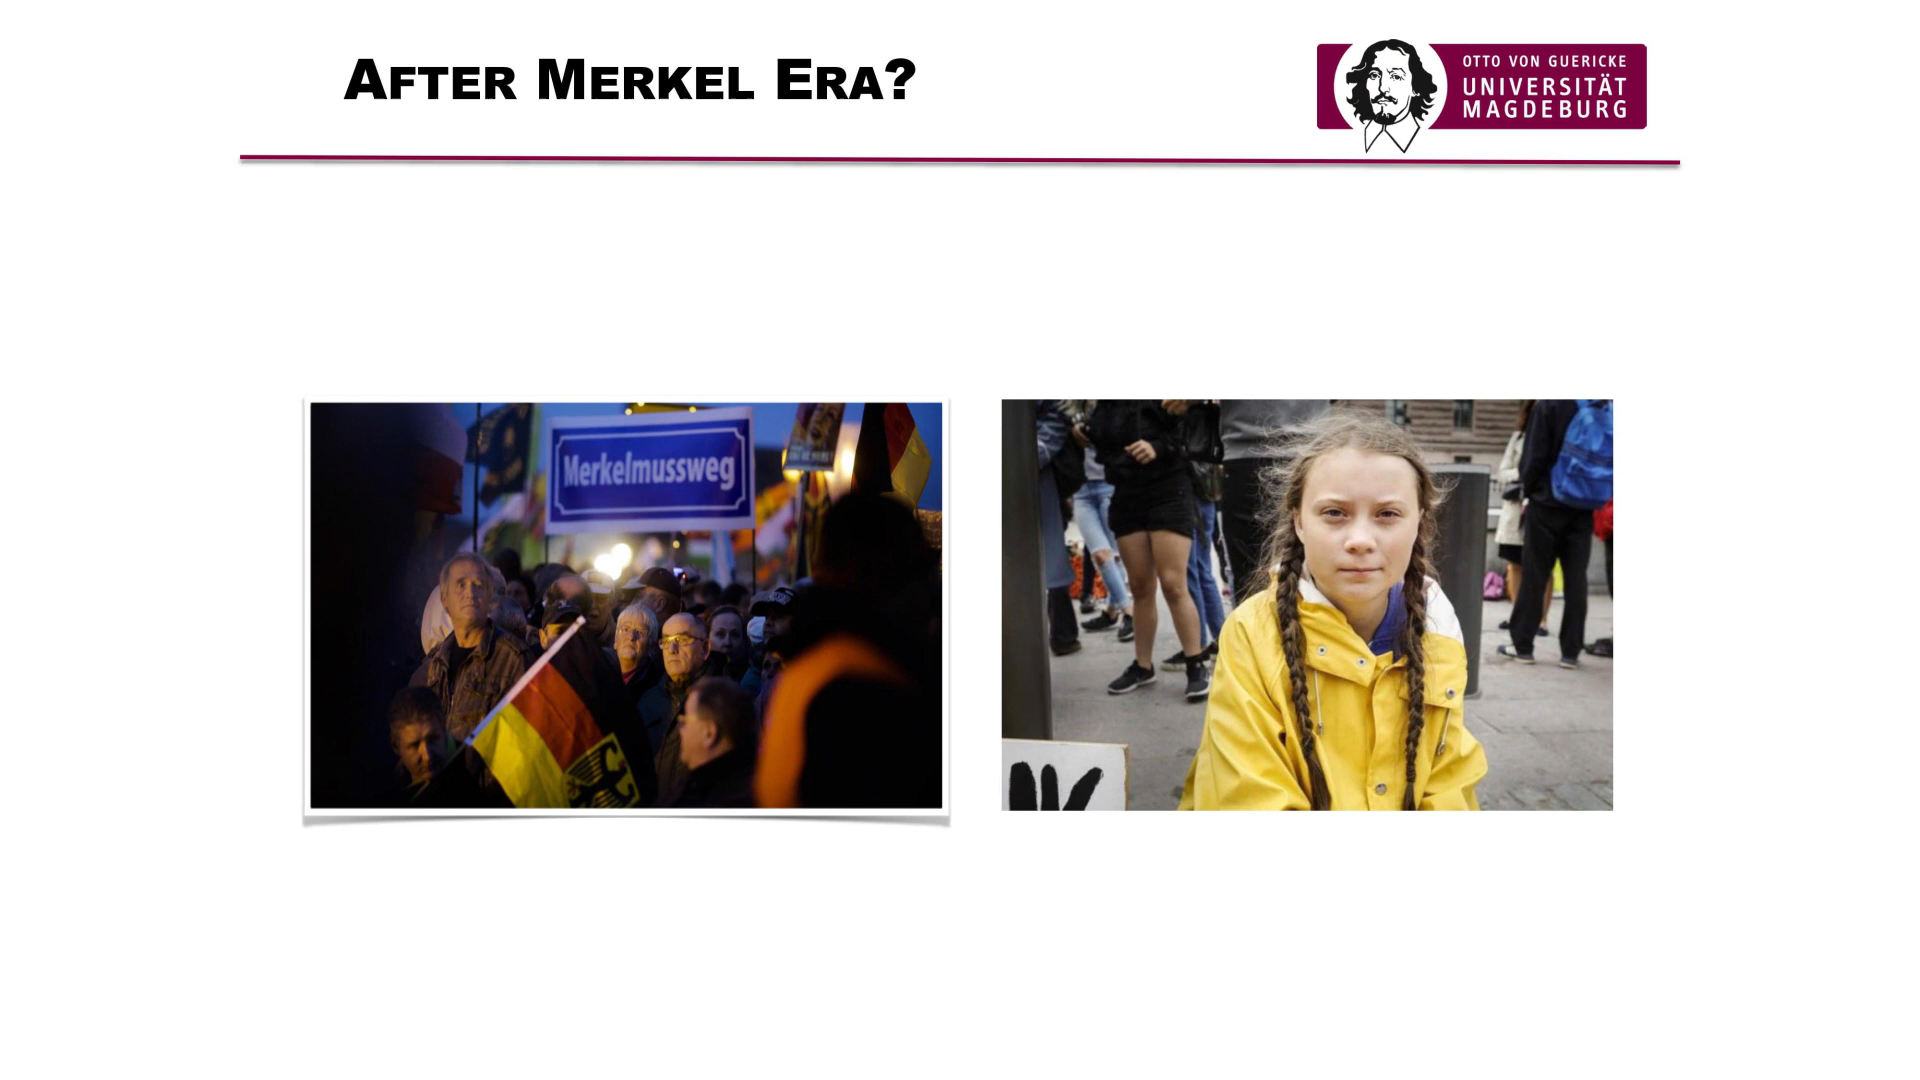 AFTER MERKEL ERA?
OTTO VON GUERICKE
UNIVERSITÄT
MAGDEBURG
Merkelmussweg